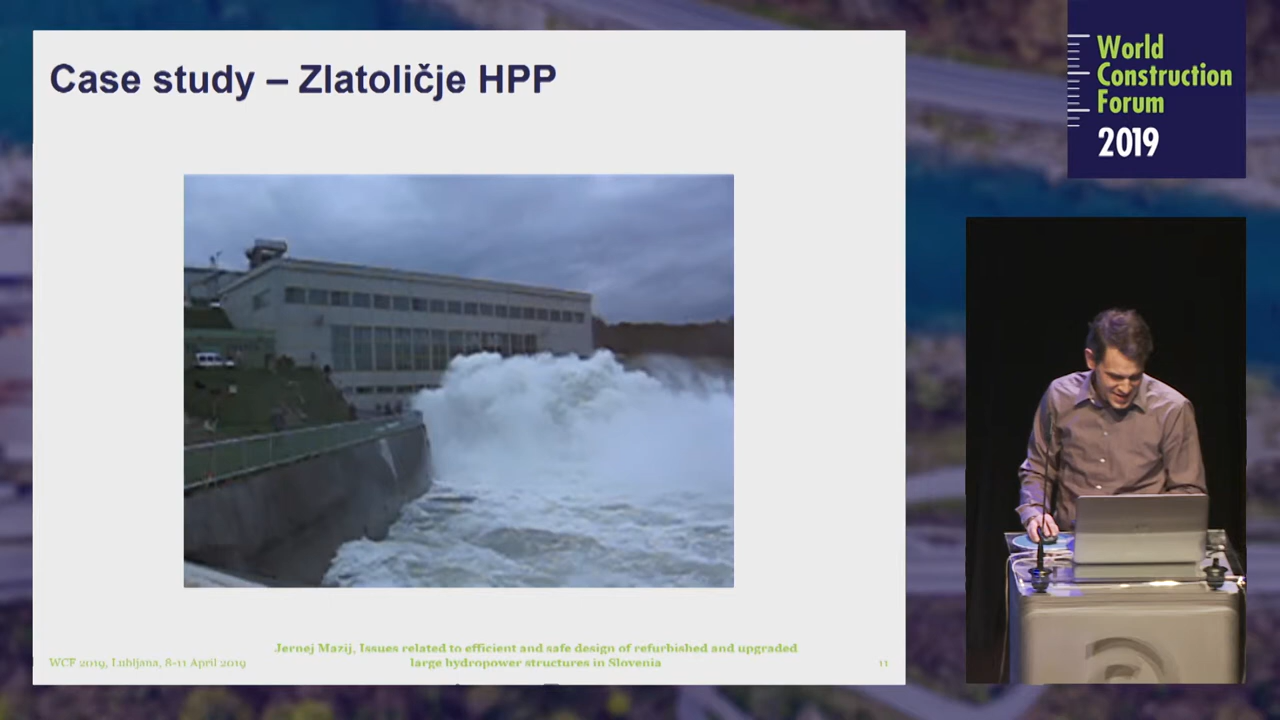 Case study – Zlatoličje HPP
World
Construction
Forum
2019
Jernej Mazij, Issues related to efficient and safe design of refurbished and upgraded
WCF 2019, Lubljana, 8-11 April 2019
large hydropower structures in Slovenia
11